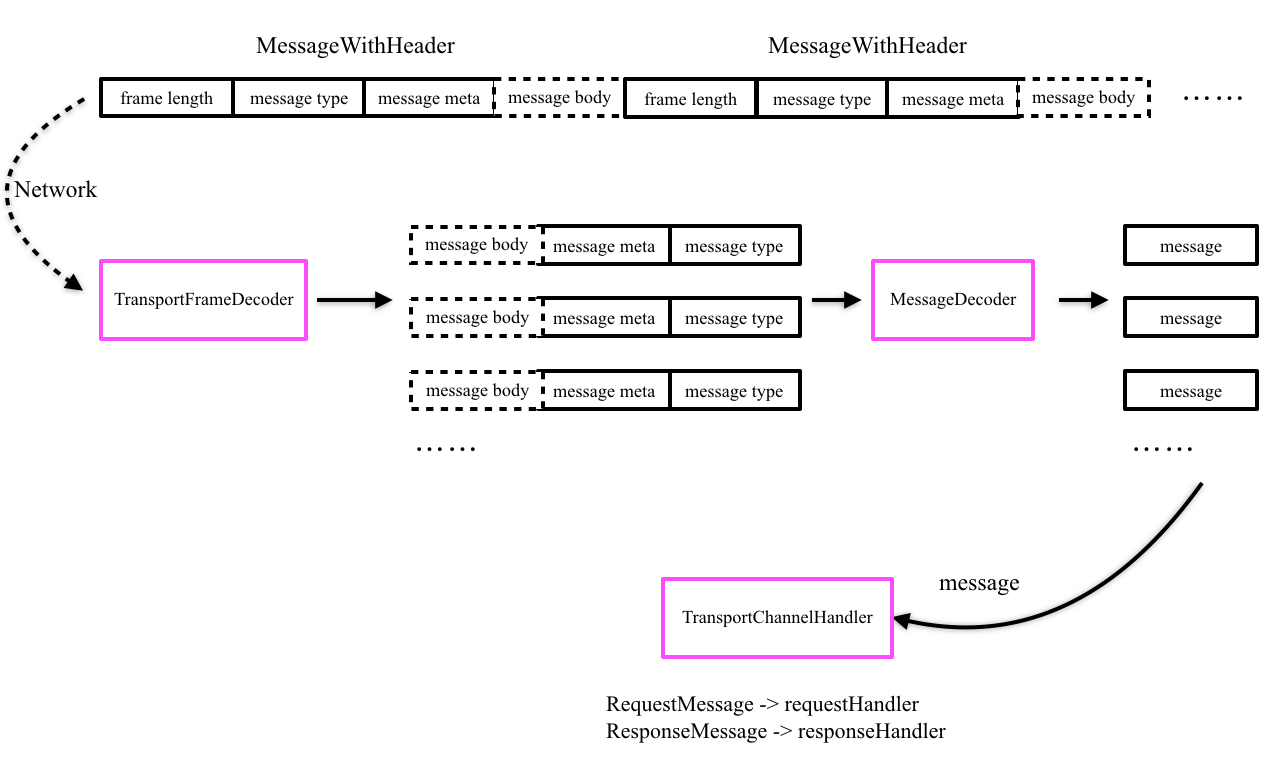 MessageWithHeader MessageWithHeader
frame length message type message meta message body frame length message type message meta message body ……
Network
message body message meta message type message
TransportFrameDecoder MessageDecoder
message body message meta message type message
message body message meta message type message
…… ……
message
TransportChannelHandler
RequestMessage -> requestHandler
ResponseMessage -> responseHandler